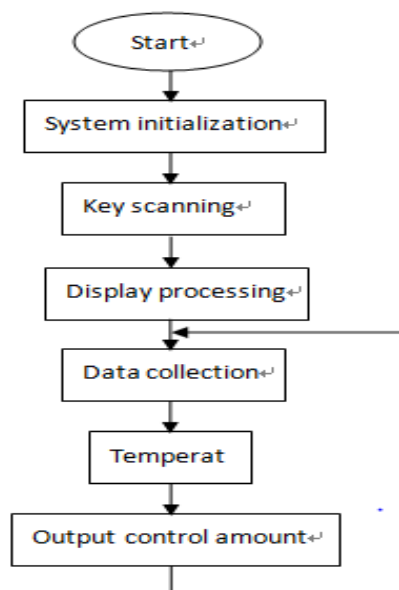 Start↵
System initialization↵
Key scanning↵
Display processing↵
Data collection↵
Temperat
Output control amount↵